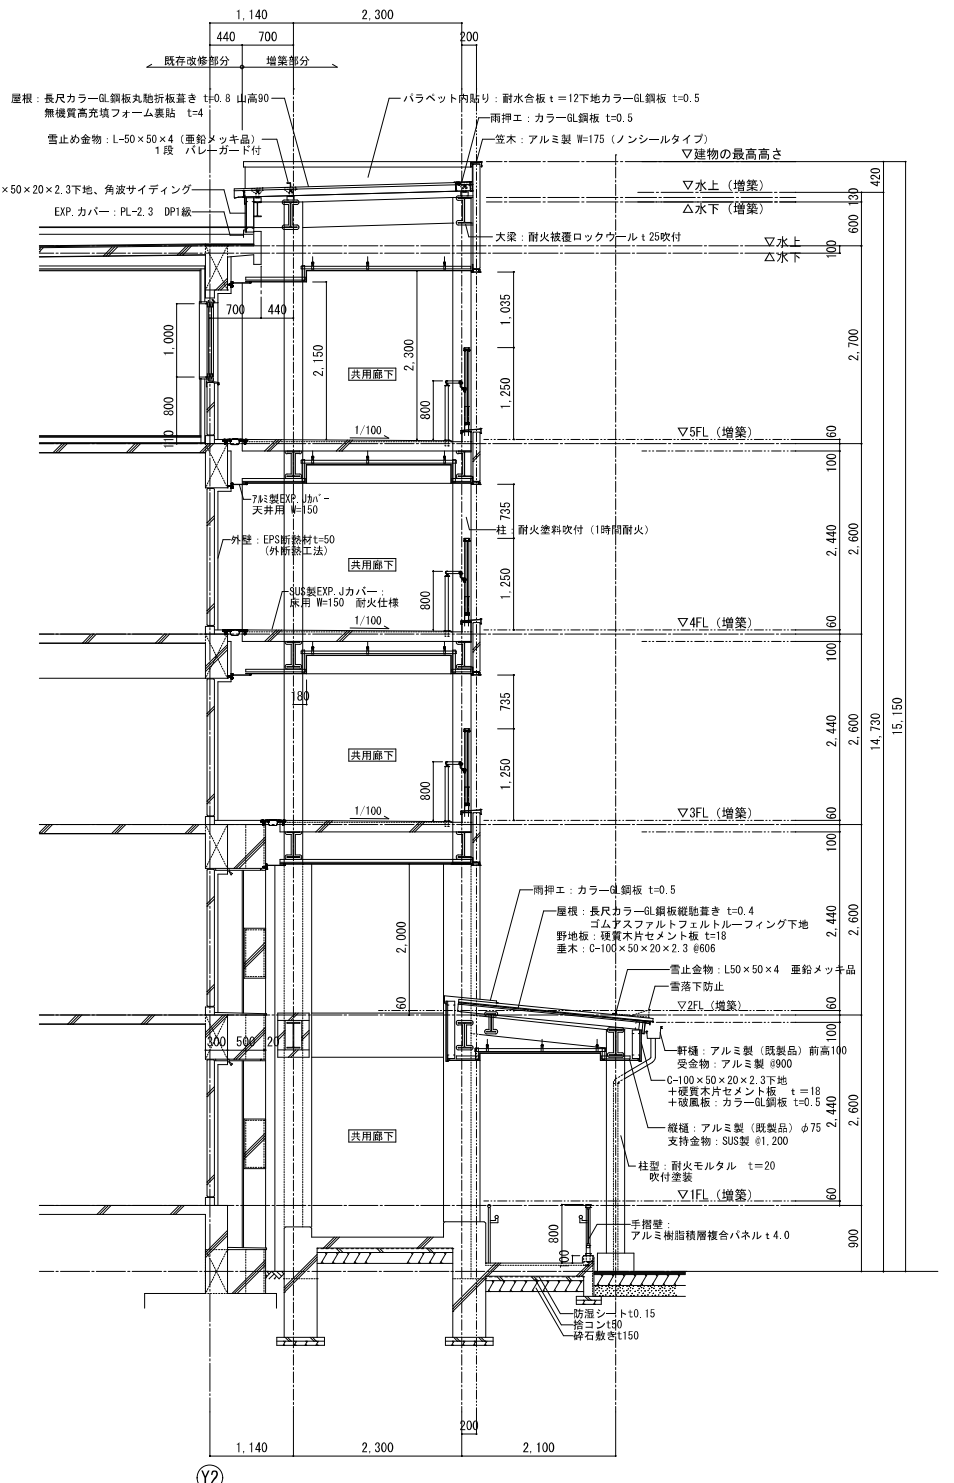 1,140
2,300
440
700
200
既存改修部分
増築部分
屋根：長尺カラーGL鋼板丸馳折板葺き t=0.8 山高90
無機質高充填フォーム裏貼 t=4
雪止め金物：L-50×50×4（亜鉛メッキ品）
1段 バレーガード付
×50×20×2.3下地、角波サイディング
EXP.カバー：PL-2.3 DP1級
パラペット内貼り：耐水合板ｔ＝12下地カラーGL鋼板 t=0.5
雨押エ：カラーGL鋼板 t=0.5
笠木：アルミ製 W=175（ノンシールタイプ）
▽建物の最高高さ
▽水上（増築）
△水下（増築）
大梁：耐火被覆ロックウールｔ25吹付
▽水上
△水下
420
130
600
100
700
440
1,000
800
110
2,150
2,300
共用廊下
800
1,035
1,250
2,700
1/100
▽5FL（増築）
60
100
アルミ製EXP.Jカバー
天井用 W=150
外壁：EPS断熱材t=50
（外断熱工法）
735
柱：耐火塗料吹付（1時間耐火）
共用廊下
SUS製EXP.Jカバー：
床用 W=150 耐火仕様
800
1,250
2,440
2,600
1/100
▽4FL（増築）
60
100
180
735
共用廊下
800
1,250
2,440
2,600
14,730
15,150
1/100
▽3FL（増築）
60
100
雨押エ：カラーGL鋼板 t=0.5
屋根：長尺カラーGL鋼板縦馳葺き t=0.4
ゴムアスファルトフェルトルーフィング下地
野地板：硬質木片セメント板 t=18
垂木：C-100×50×20×2.3 @606
2,000
60
2,440
2,600
雪止金物：L50×50×4 亜鉛メッキ品
雪落下防止
▽2FL（増築）
60
100
300
500
20
軒樋：アルミ製（既製品）前高100
受金物：アルミ製 @900
C-100×50×20×2.3下地
＋硬質木片セメント板 ｔ＝18
＋破風板：カラーGL鋼板 t=0.5
縦樋：アルミ製（既製品）φ75
支持金物：SUS製 @1,200
共用廊下
2,440
2,600
柱型：耐火モルタル t=20
吹付塗装
▽1FL（増築）
60
800
手摺壁：
アルミ樹脂積層複合パネルｔ4.0
900
防湿シートt0.15
捨コンt50
砕石敷きt150
200
1,140
2,300
2,100
Y2